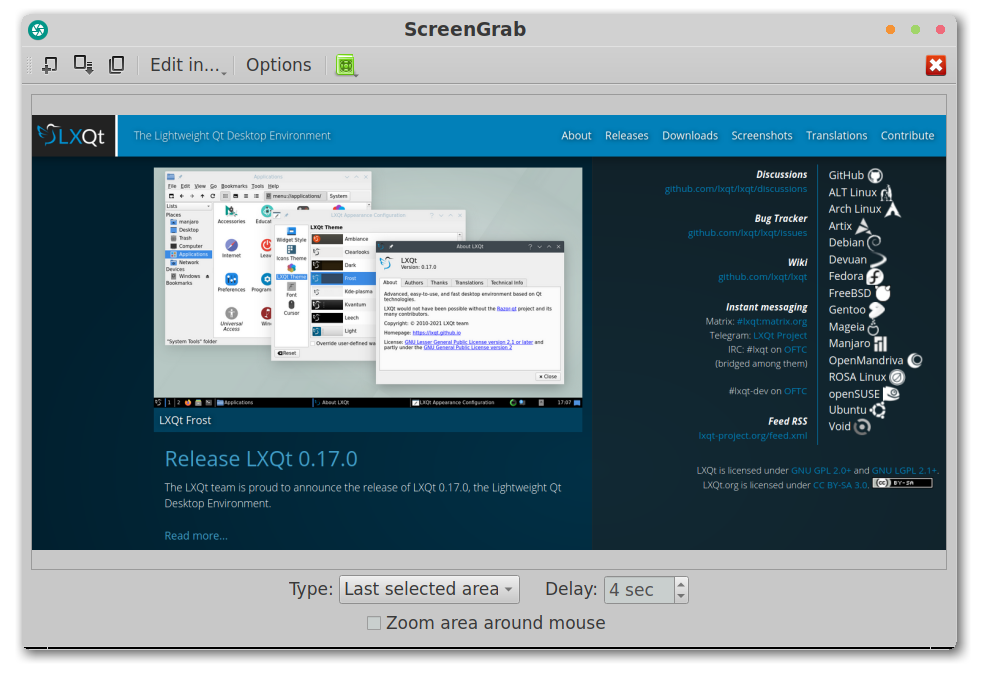 ScreenGrab
Edit in...
Options
LXQt
The Lightweight Qt Desktop Environment
About
Releases
Downloads
Screenshots
Translations
Contribute
Applications
File Edit View Go Bookmarks Tools Help
menu://applications/
System
Lists
Places
manjaro
Desktop
Trash
Computer
Applications
Network
Devices
Windows
Bookmarks
Accessories
Internet
Preferences
Universal
Access
"System Tools" folder
LXQt Appearance Configuration
Widget Style
Icons Theme
LXQt Theme
Font
Cursor
LXQt Theme
Ambiance
Clearlooks
Dark
Frost
Kde-plasma
Kvantum
Leech
Light
Reset
About LXQt
LXQt
Version: 0.17.0
About Authors Thanks Translations Technical Info
Advanced, easy-to-use, and fast desktop environment based on Qt
technologies.
LXQt would not have been possible without the Razor-qt project and its
many contributors.
Copyright: © 2010-2021 LXQt team
Homepage: https://lxqt.github.io
License: GNU Lesser General Public License version 2.1 or later and
partly under the GNU General Public License version 2
Close
1 2
Applications
About LXQt
LXQt Appearance Configuration
17:07
LXQt Frost
Release LXQt 0.17.0
The LXQt team is proud to announce the release of LXQt 0.17.0, the Lightweight Qt
Desktop Environment.
Read more...
Discussions
github.com/lxqt/lxqt/discussions
Bug Tracker
github.com/lxqt/lxqt/issues
Wiki
github.com/lxqt/lxqt
Instant messaging
Matrix: #lxqt:matrix.org
Telegram: LXQt Project
IRC: #lxqt on OFTC
(bridged among them)
#lxqt-dev on OFTC
Feed RSS
lxqt-project.org/feed.xml
GitHub
ALT Linux
Arch Linux
Artix
Debian
Devuan
Fedora
FreeBSD
Gentoo
Mageia
Manjaro
OpenMandriva
ROSA Linux
openSUSE
Ubuntu
Void
LXQt is licensed under GNU GPL 2.0+ and GNU LGPL 2.1+.
LXQt.org is licensed under CC BY-SA 3.0.
cc BY-SA
Type: Last selected area
Delay: 4 sec
Zoom area around mouse